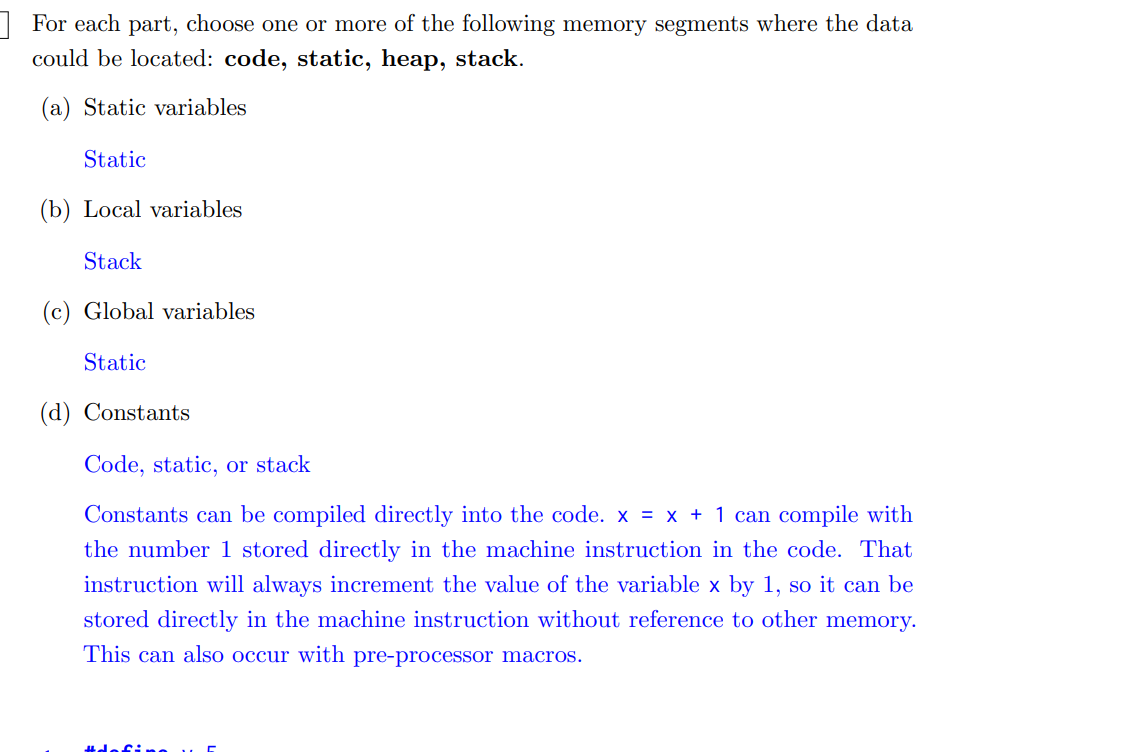 For each part, choose one or more of the following memory segments where the data
could be located: code, static, heap, stack.
(a) Static variables
Static
(b) Local variables
Stack
(c) Global variables
Static
(d) Constants
Code, static, or stack
Constants can be compiled directly into the code. x = x + 1 can compile with
the number 1 stored directly in the machine instruction in the code. That
instruction will always increment the value of the variable x by 1, so it can be
stored directly in the machine instruction without reference to other memory.
This can also occur with pre-processor macros.
#define